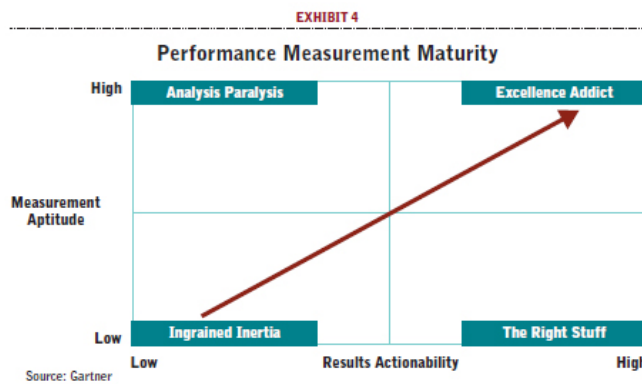 EXHIBIT 4
Performance Measurement Maturity
High
Analysis Paralysis
Excellence Addict
Measurement
Aptitude
Low
Ingrained Inertia
The Right Stuff
Low
Results Actionability
High
Source: Gartner